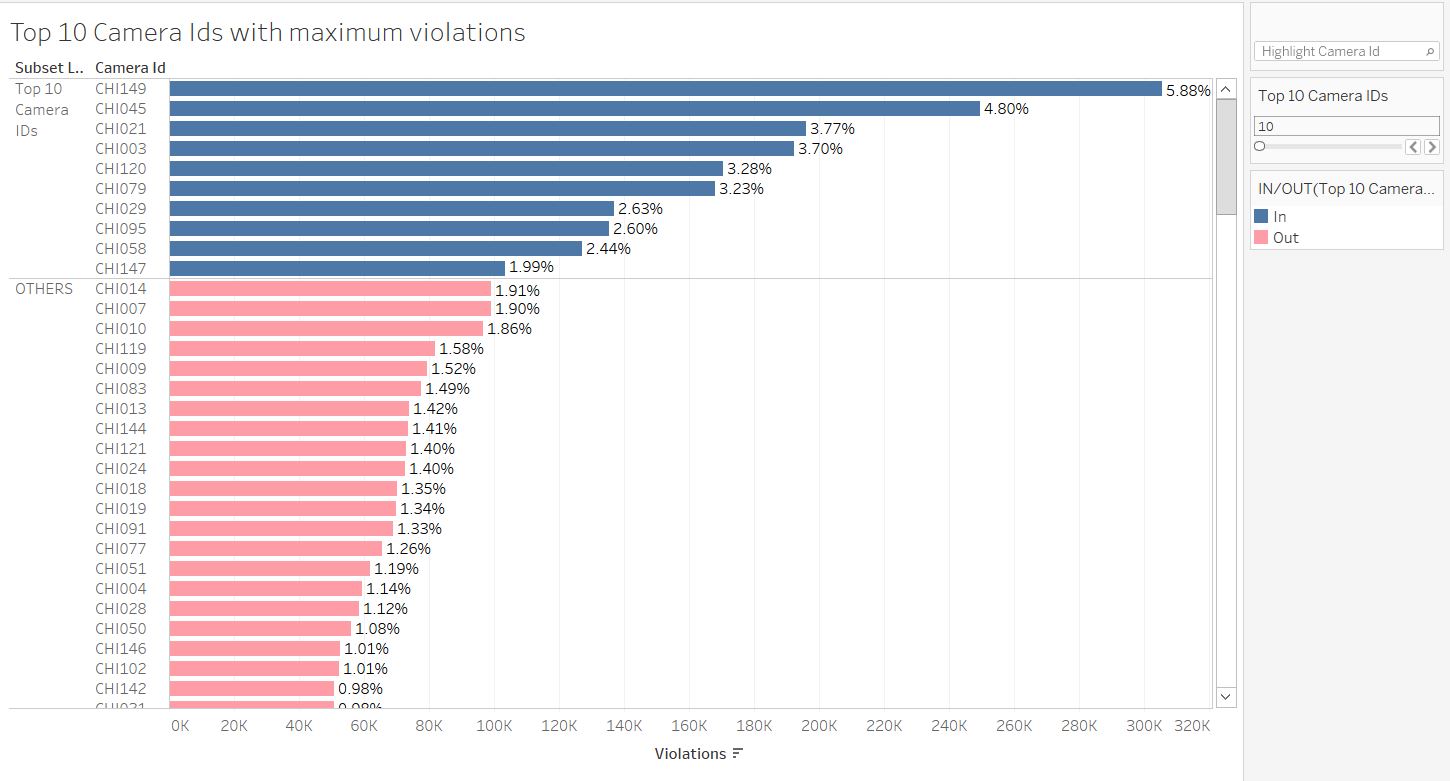 Top 10 Camera Ids with maximum violations
Subset L.. Camera Id
Top 10 Camera IDs
CHI149 5.88%
CHI045 4.80%
CHI021 3.77%
CHI003 3.70%
CHI120 3.28%
CHI079 3.23%
CHI029 2.63%
CHI095 2.60%
CHI058 2.44%
CHI147 1.99%
OTHERS CHI014 1.91%
CHI007 1.90%
CHI010 1.86%
CHI119 1.58%
CHI009 1.52%
CHI083 1.49%
CHI013 1.42%
CHI144 1.41%
CHI121 1.40%
CHI024 1.40%
CHI018 1.35%
CHI019 1.34%
CHI091 1.33%
CHI077 1.26%
CHI051 1.19%
CHI004 1.14%
CHI028 1.12%
CHI050 1.08%
CHI146 1.01%
CHI102 1.01%
CHI142 0.98%
0K 20K 40K 60K 80K 100K 120K 140K 160K 180K 200K 220K 240K 260K 280K 300K 320K
Violations
Highlight Camera Id
Top 10 Camera IDs
10
IN/OUT(Top 10 Camera...
In
Out